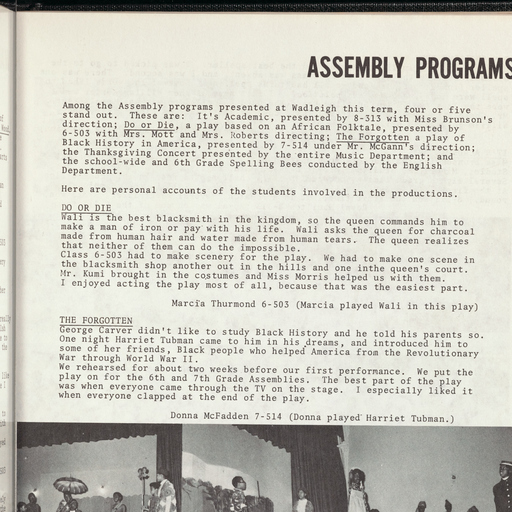 ASSEMBLY PROGRAMS
Among the Assembly programs presented at Wadleigh this term, four or five
stand out.  These are:  It's Academic, presented by 8-313 with Miss Brunson's
direction; Do or Die, a play based on an African Folktale, presented by
6-503 with Mrs. Mott and Mrs. Roberts directing; The Forgotten a play of
Black History in America, presented by 7-514 under Mr. McGann's direction;
the Thanksgiving Concert presented by the entire Music Department; and
the school-wide and 6th Grade Spelling Bees conducted by the English
Department.
Here are personal accounts of the students involved in the productions.
DO OR DIE
Wali is the best blacksmith in the kingdom, so the queen commands him to
make a man of iron or pay with his life.  Wali asks the queen for charcoal
made from human hair and water made from human tears.  The queen realizes
that neither of them can do the impossible.
Class 6-503 had to make scenery for the play.  We had to make one scene in
the blacksmith shop another out in the hills and one inthe queen's court.
Mr. Kumi brought in the costumes and Miss Morris helped us with them.
I enjoyed acting the play most of all, because that was the easiest part.
Marcia Thurmond 6-503 (Marcia played Wali in this play)
THE FORGOTTEN
George Carver didn't like to study Black History and he told his parents so.
One night Harriet Tubman came to him in his dreams, and introduced him to
some of her friends, Black people who helped America from the Revolutionary
War through World War II.
We rehearsed for about two weeks before our first performance.  We put the
play on for the 6th and 7th Grade Assemblies.  The best part of the play
was when everyone came through the TV on the stage.  I especially liked it
when everyone clapped at the end of the play.
Donna McFadden 7-514 (Donna played Harriet Tubman.)